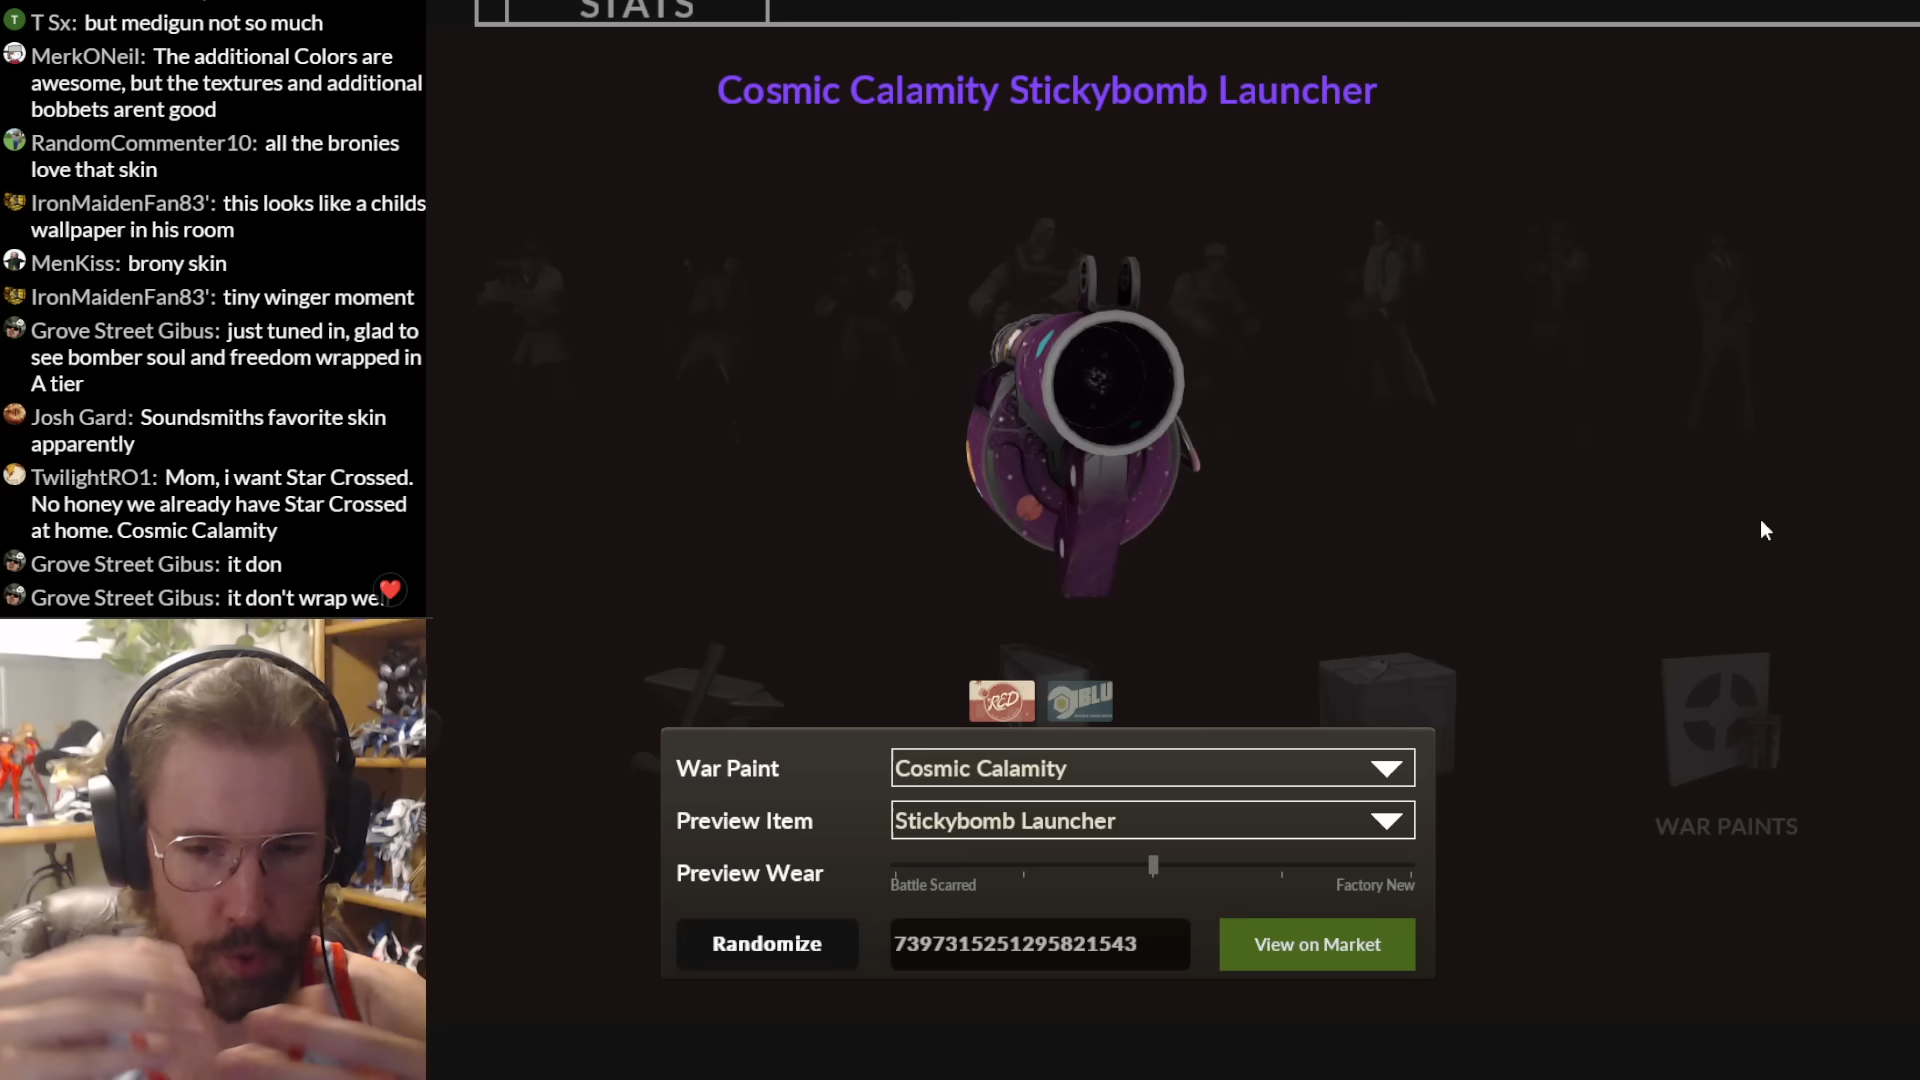 T Sx: but medigun not so much
MerkONeil: The additional Colors are
awesome, but the textures and additional
bobbets arent good
RandomCommenter10: all the bronies
love that skin
IronMaidenFan83': this looks like a childs
wallpaper in his room
MenKiss: brony skin
IronMaidenFan83': tiny winger moment
Grove Street Gibus: just tuned in, glad to
see bomber soul and freedom wrapped in
A tier
Josh Gard: Soundsmiths favorite skin
apparently
TwilightRO1: Mom, i want Star Crossed.
No honey we already have Star Crossed
at home. Cosmic Calamity
Grove Street Gibus: it don
Grove Street Gibus: it don't wrap well
STATS
Cosmic Calamity Stickybomb Launcher
RED
BLU
War Paint
Cosmic Calamity
Preview Item
Stickybomb Launcher
Preview Wear
Battle Scarred
Factory New
Randomize
7397315251295821543
View on Market
WAR PAINTS